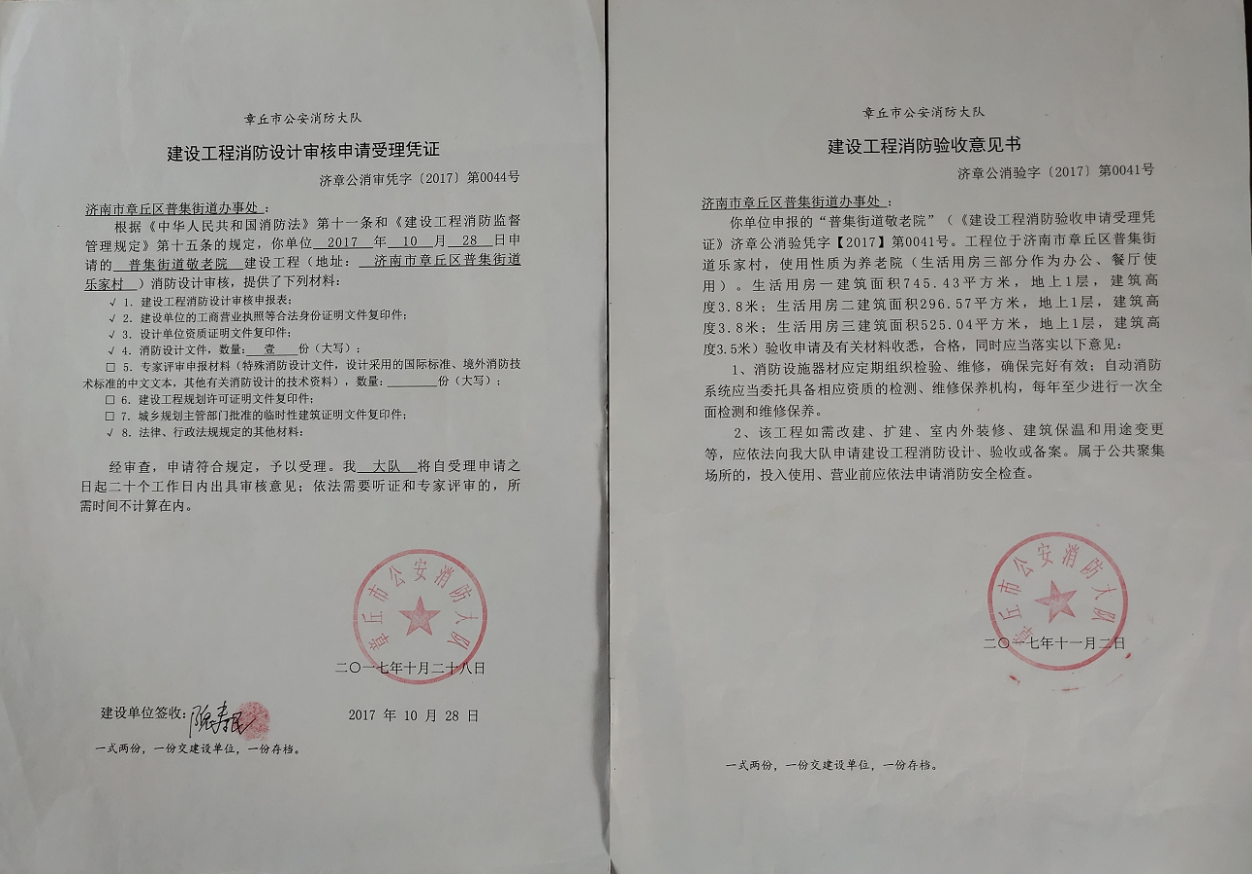 章丘市公安消防大队
建设工程消防设计审核申请受理凭证
济章公消审凭字〔2017〕第0044号
济南市章丘区普集街道办事处:
根据《中华人民共和国消防法》第十一条和《建设工程消防监督
管理规定》第十五条的规定，你单位 2017 年 10 月 28 日申
请的 普集街道敬老院 建设工程（地址： 济南市章丘区普集街道
乐家村 ）消防设计审核，提供了下列材料：
√ 1. 建设工程消防设计审核申报表；
√ 2. 建设单位的工商营业执照等合法身份证明文件复印件；
√ 3. 设计单位资质证明文件复印件；
√ 4. 消防设计文件，数量： 壹 份（大写）；
□ 5. 专家评审申报材料（特殊消防设计文件，设计采用的国际标准、境外消防技
术标准的中文文本，其他有关消防设计的技术资料），数量：____份（大写）；
□ 6. 建设工程规划许可证明文件复印件；
□ 7. 城乡规划主管部门批准的临时性建筑证明文件复印件；
√ 8. 法律、行政法规规定的其他材料：
经审查，申请符合规定，予以受理。我 大队 将自受理申请之
日起二十个工作日内出具审核意见；依法需要听证和专家评审的，所
需时间不计算在内。
章丘市公安消防大队
二〇一七年十月二十八日
建设单位签收:
2017 年 10 月 28 日
一式两份，一份交建设单位，一份存档。
章丘市公安消防大队
建设工程消防验收意见书
济章公消验字〔2017〕第0041号
济南市章丘区普集街道办事处:
你单位申报的“普集街道敬老院”（《建设工程消防验收申请受理凭
证》济章公消验凭字【2017】第0041号。工程位于济南市章丘区普集街
道乐家村，使用性质为养老院（生活用房三部分作为办公、餐厅使
用）。生活用房一建筑面积745.43平方米，地上1层，建筑高
度3.8米；生活用房二建筑面积296.57平方米，地上1层，建筑高
度3.8米；生活用房三建筑面积525.04平方米，地上1层，建筑高
度3.5米）验收申请及有关材料收悉，合格，同时应当落实以下意见：
1、消防设施器材应定期组织检验、维修，确保完好有效；自动消防
系统应当委托具备相应资质的检测、维修保养机构，每年至少进行一次全
面检测和维修保养。
2、该工程如需改建、扩建、室内外装修、建筑保温和用途变更
等，应依法向我大队申请建设工程消防设计、验收或备案。属于公共聚集
场所的，投入使用、营业前应依法申请消防安全检查。
章丘市公安消防大队
二〇一七年十一月二日
一式两份，一份交建设单位，一份存档。